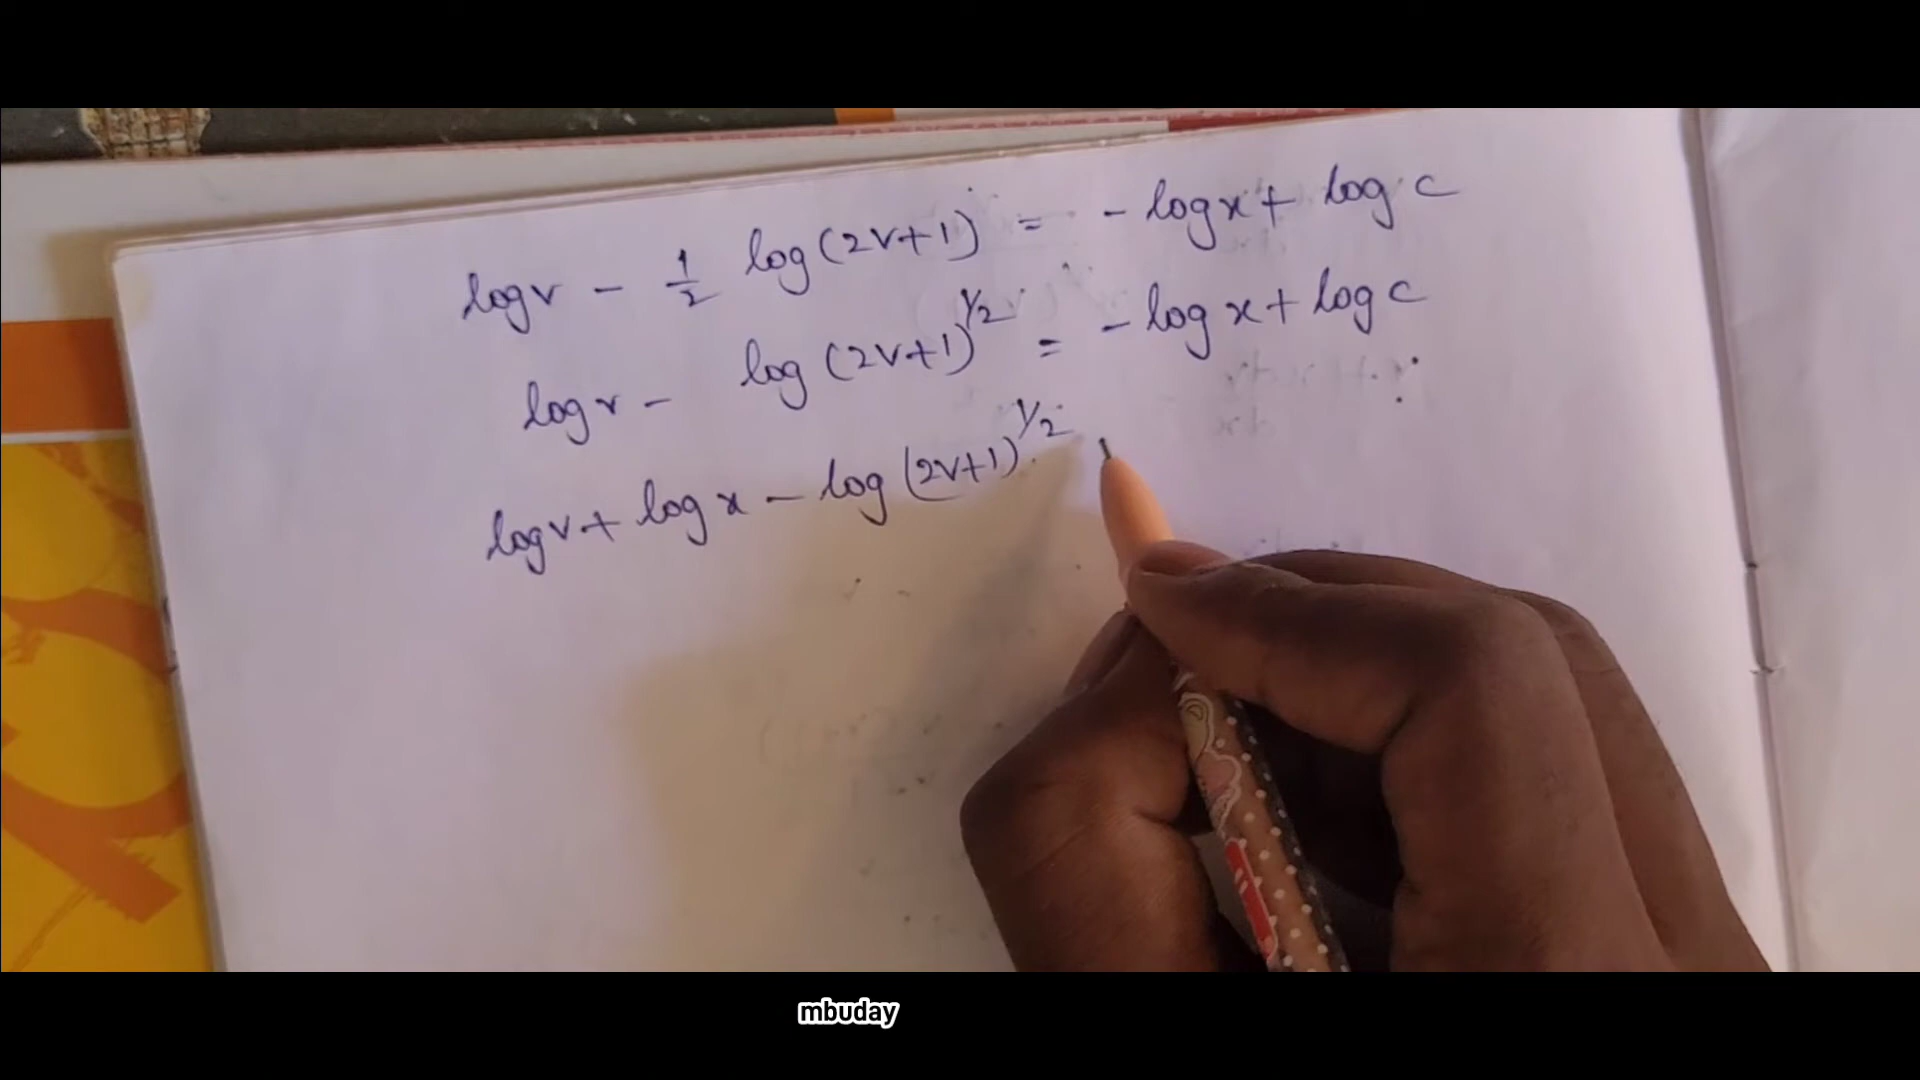 log v - 1/2 log (2v+1) = - log x + log c
log v - log (2v+1)^1/2 = - log x + log c
log v + log x - log (2v+1)^1/2
mbuday